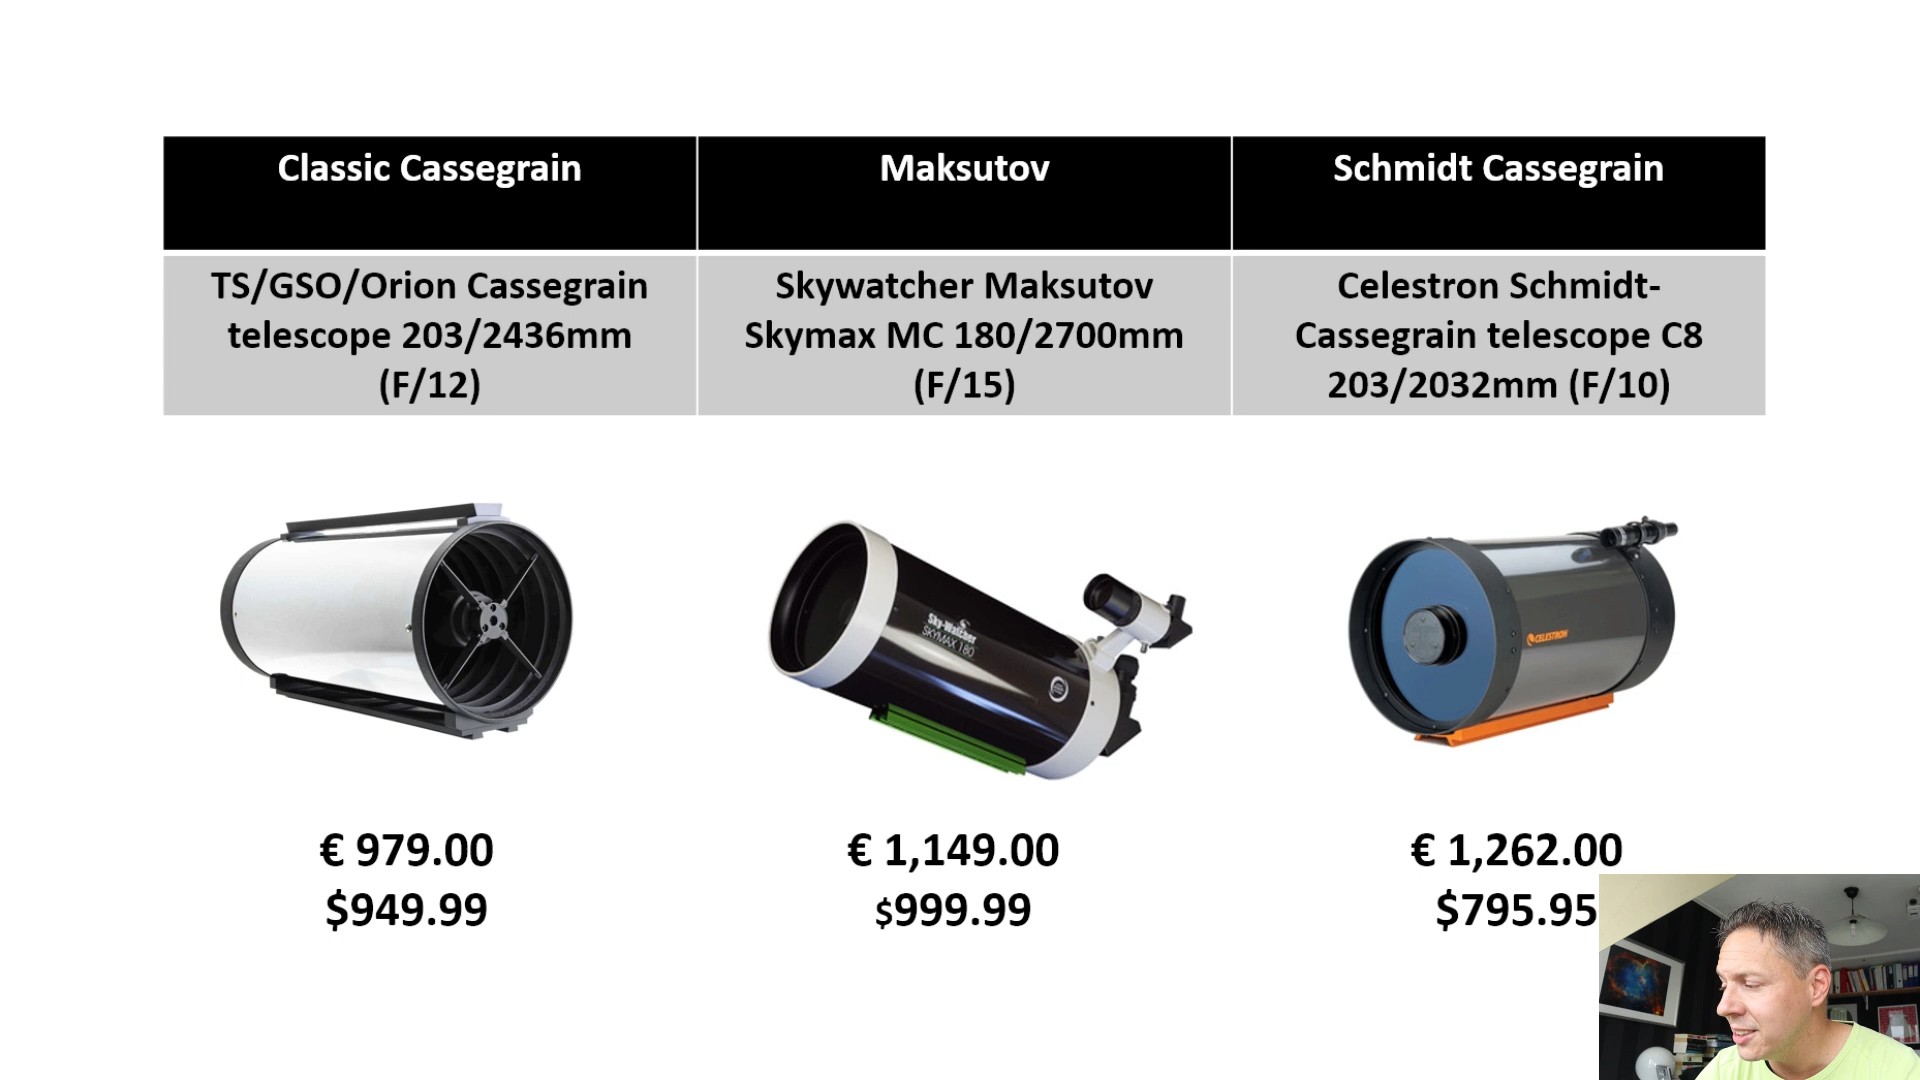 Classic Cassegrain
Maksutov
Schmidt Cassegrain
TS/GSO/Orion Cassegrain
telescope 203/2436mm
(F/12)
Skywatcher Maksutov
Skymax MC 180/2700mm
(F/15)
Celestron Schmidt-
Cassegrain telescope C8
203/2032mm (F/10)
Sky-Watcher
SKYMAX 180
CELESTRON
€ 979.00
$949.99
€ 1,149.00
$999.99
€ 1,262.00
$795.95